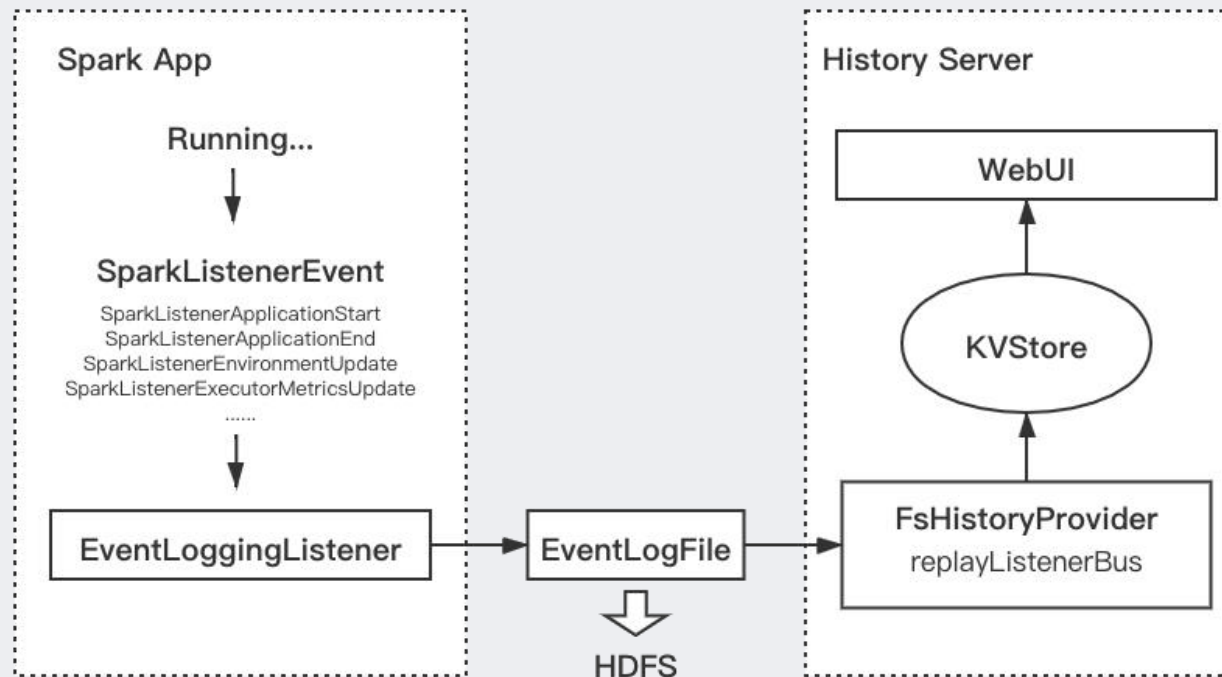 Spark App
Running...
SparkListenerEvent
SparkListenerApplicationStart
SparkListenerApplicationEnd
SparkListenerEnvironmentUpdate
SparkListenerExecutorMetricsUpdate
......
EventLoggingListener
EventLogFile
HDFS
History Server
WebUI
KVStore
FsHistoryProvider
replayListenerBus